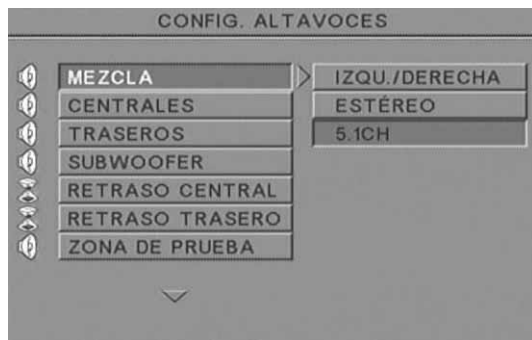 CONFIG. ALTAVOCES
MEZCLA
CENTRALES
TRASEROS
SUBWOOFER
RETRASO CENTRAL
RETRASO TRASERO
ZONA DE PRUEBA
IZQU./DERECHA
ESTÉREO
5.1CH